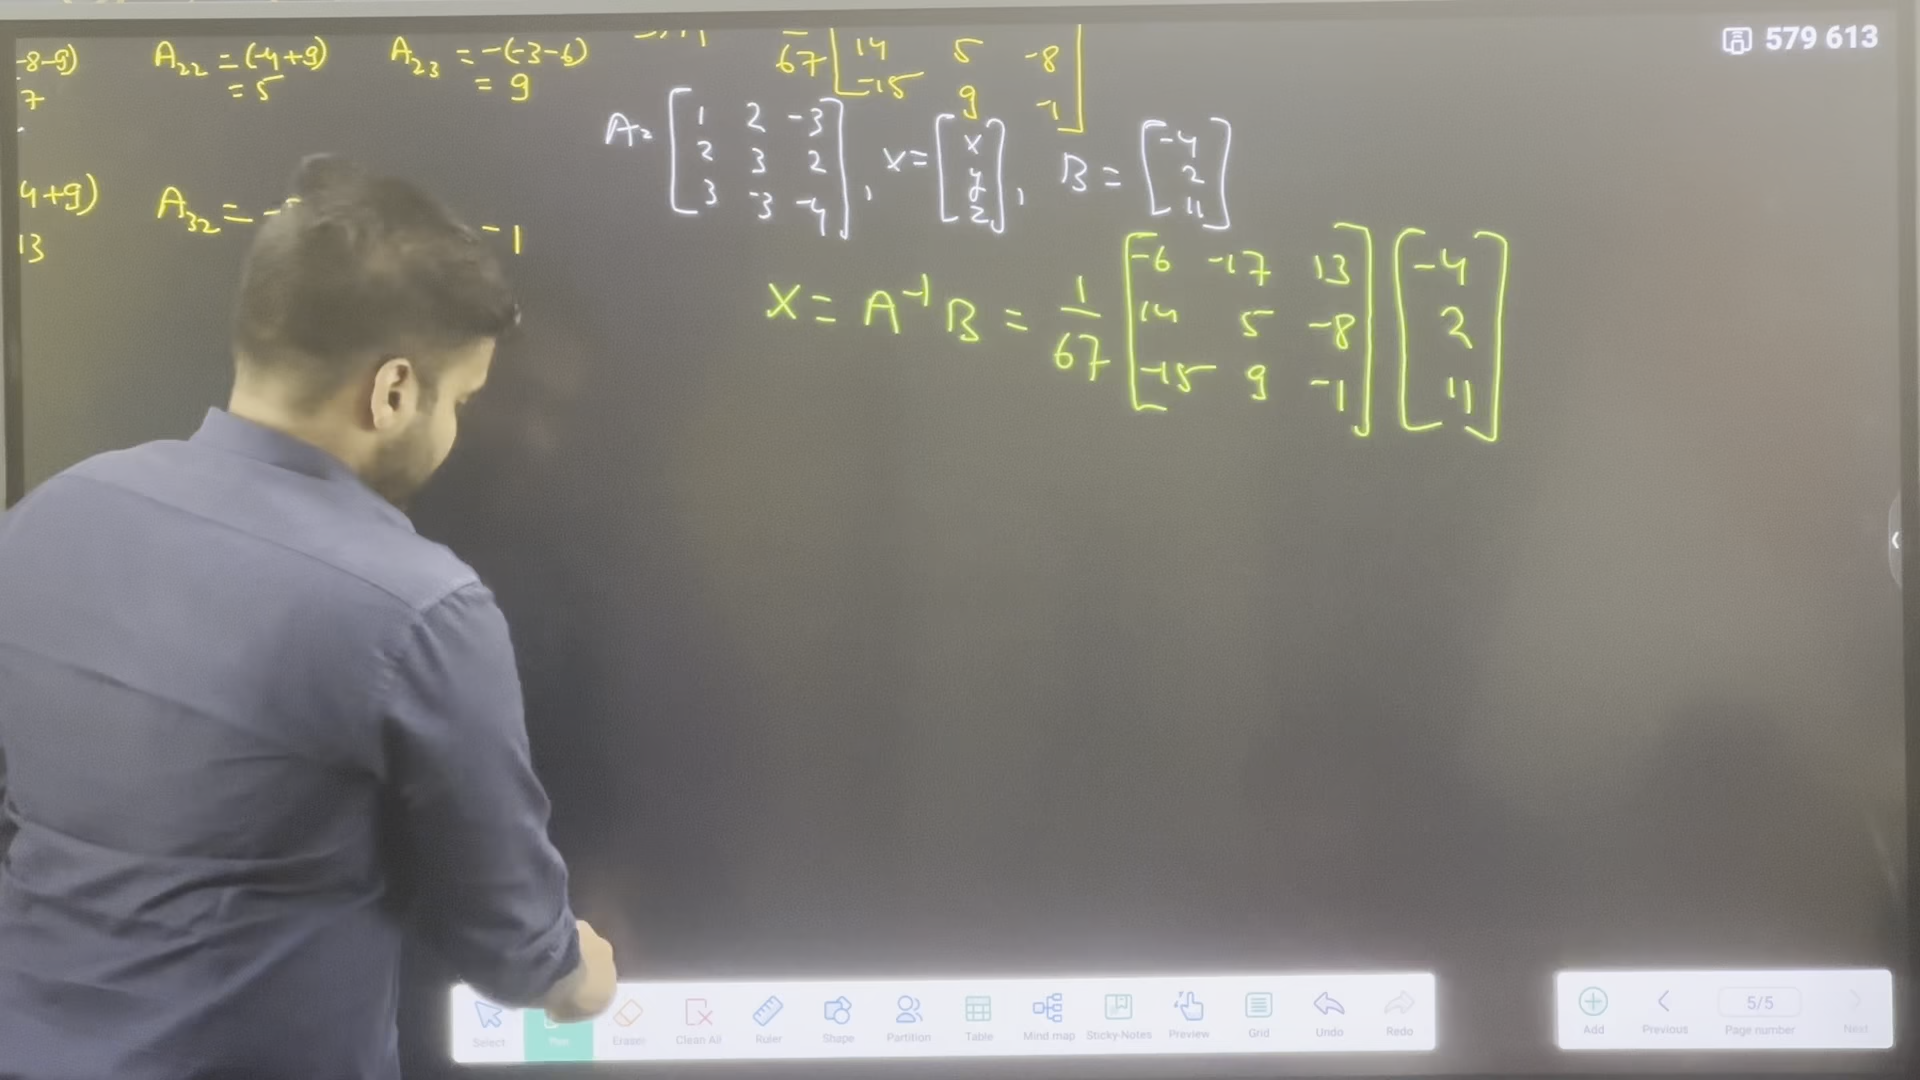 579 613
-8-9) A22 = (-4+9) A23 = -(-3-6)
7 = 5 = 9
67 [14 5 -8
-15 9 -1]
A= [1 2 -3
2 3 2
3 -3 -4], X= [x
y
z], B = [-4
2
11]
4+9) A32 = - -1
13
X = A⁻¹ B = 1/67 [-6 -17 13
14 5 -8
-15 9 -1] [-4
2
11]
Select Pen Eraser Clean All Ruler Shape Partition Table Mind map Sticky-Notes Preview Grid Undo Redo
Add Previous 5/5 Page number Next